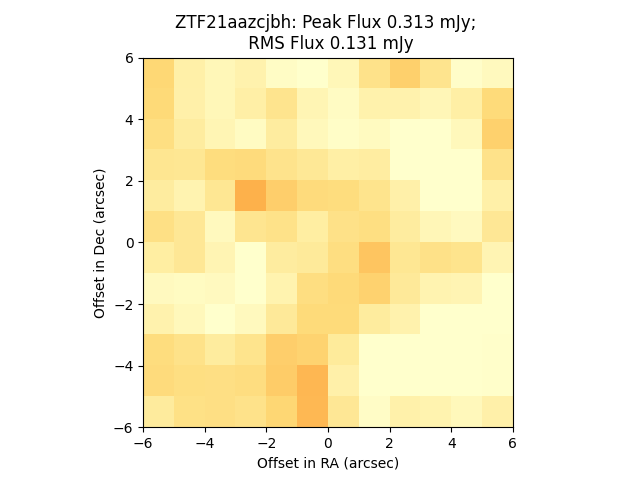 ZTF21aazcjbh: Peak Flux 0.313 mJy;
RMS Flux 0.131 mJy
6
4
2
0
−2
−4
−6
Offset in Dec (arcsec)
−6 −4 −2 0 2 4 6
Offset in RA (arcsec)